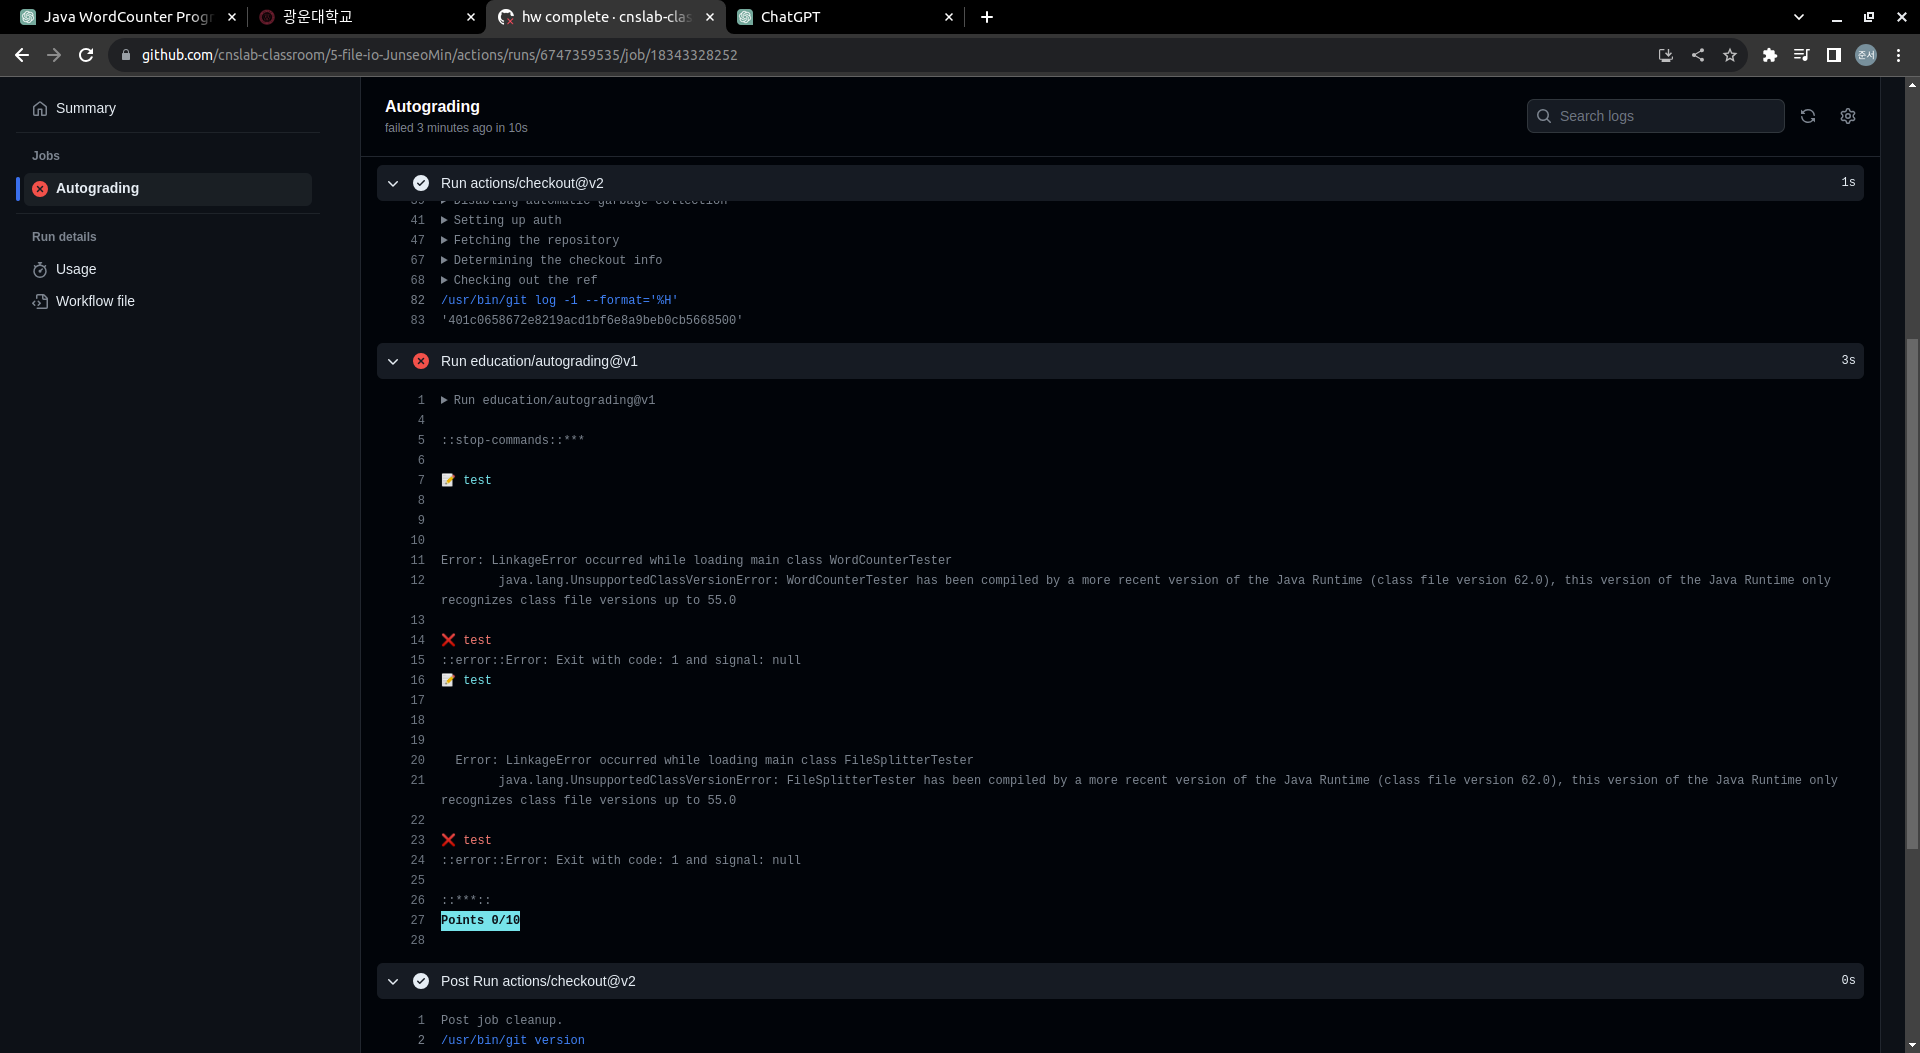 Java WordCounter Progr
광운대학교
hw complete · cnslab-clas
ChatGPT
github.com/cnslab-classroom/5-file-io-JunseoMin/actions/runs/6747359535/job/18343328252
준서
Summary
Jobs
Autograding
Run details
Usage
Workflow file
Autograding
failed 3 minutes ago in 10s
Search logs
Run actions/checkout@v2
1s
39 Disabling automatic garbage collection
41 Setting up auth
47 Fetching the repository
67 Determining the checkout info
68 Checking out the ref
82 /usr/bin/git log -1 --format='%H'
83 '401c0658672e8219acd1bf6e8a9beb0cb5668500'
Run education/autograding@v1
3s
1 Run education/autograding@v1
4
5 ::stop-commands::***
6
7 📝 test
8
9
10
11 Error: LinkageError occurred while loading main class WordCounterTester
12 java.lang.UnsupportedClassVersionError: WordCounterTester has been compiled by a more recent version of the Java Runtime (class file version 62.0), this version of the Java Runtime only
recognizes class file versions up to 55.0
13
14 ❌ test
15 ::error::Error: Exit with code: 1 and signal: null
16 📝 test
17
18
19
20 Error: LinkageError occurred while loading main class FileSplitterTester
21 java.lang.UnsupportedClassVersionError: FileSplitterTester has been compiled by a more recent version of the Java Runtime (class file version 62.0), this version of the Java Runtime only
recognizes class file versions up to 55.0
22
23 ❌ test
24 ::error::Error: Exit with code: 1 and signal: null
25
26 ::***::
27 Points 0/10
28
Post Run actions/checkout@v2
0s
1 Post job cleanup.
2 /usr/bin/git version